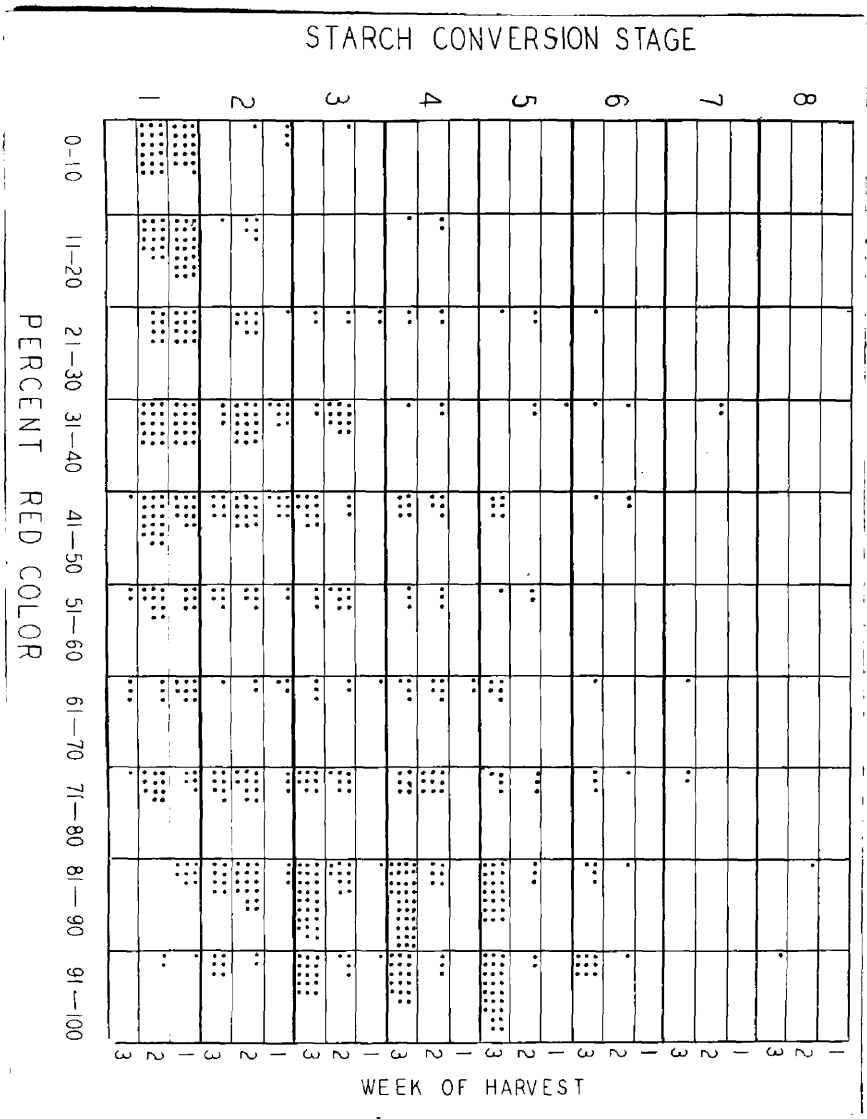 STARCH CONVERSION STAGE
1 2 3 4 5 6 7 8
0-10
11-20
21-30
31-40
41-50
51-60
61-70
71-80
81-90
91-100
PERCENT RED COLOR
3 2 1 3 2 1 3 2 1 3 2 1 3 2 1 3 2 1 3 2 1 3 2 1
WEEK OF HARVEST